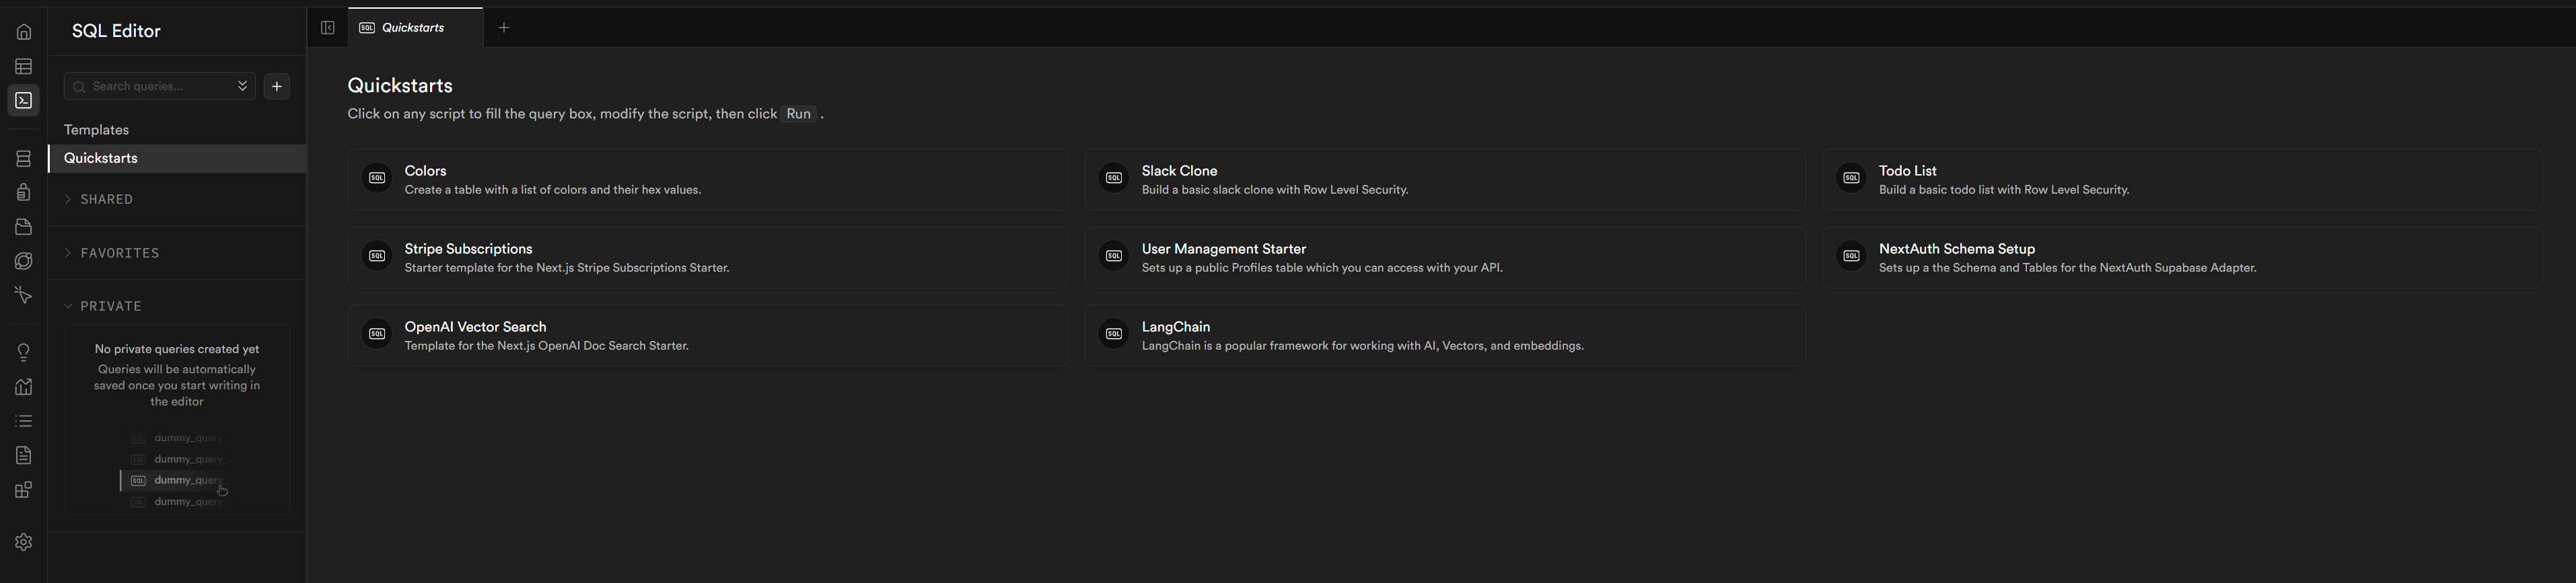 SQL Editor
SQL Quickstarts
Search queries...
Templates
Quickstarts
SHARED
FAVORITES
PRIVATE
No private queries created yet
Queries will be automatically
saved once you start writing in
the editor
SQL dummy_query_
SQL dummy_query_
SQL dummy_query_
SQL dummy_query_
Quickstarts
Click on any script to fill the query box, modify the script, then click Run .
SQL Colors
Create a table with a list of colors and their hex values.
SQL Slack Clone
Build a basic slack clone with Row Level Security.
SQL Todo List
Build a basic todo list with Row Level Security.
SQL Stripe Subscriptions
Starter template for the Next.js Stripe Subscriptions Starter.
SQL User Management Starter
Sets up a public Profiles table which you can access with your API.
SQL NextAuth Schema Setup
Sets up a the Schema and Tables for the NextAuth Supabase Adapter.
SQL OpenAI Vector Search
Template for the Next.js OpenAI Doc Search Starter.
SQL LangChain
LangChain is a popular framework for working with AI, Vectors, and embeddings.